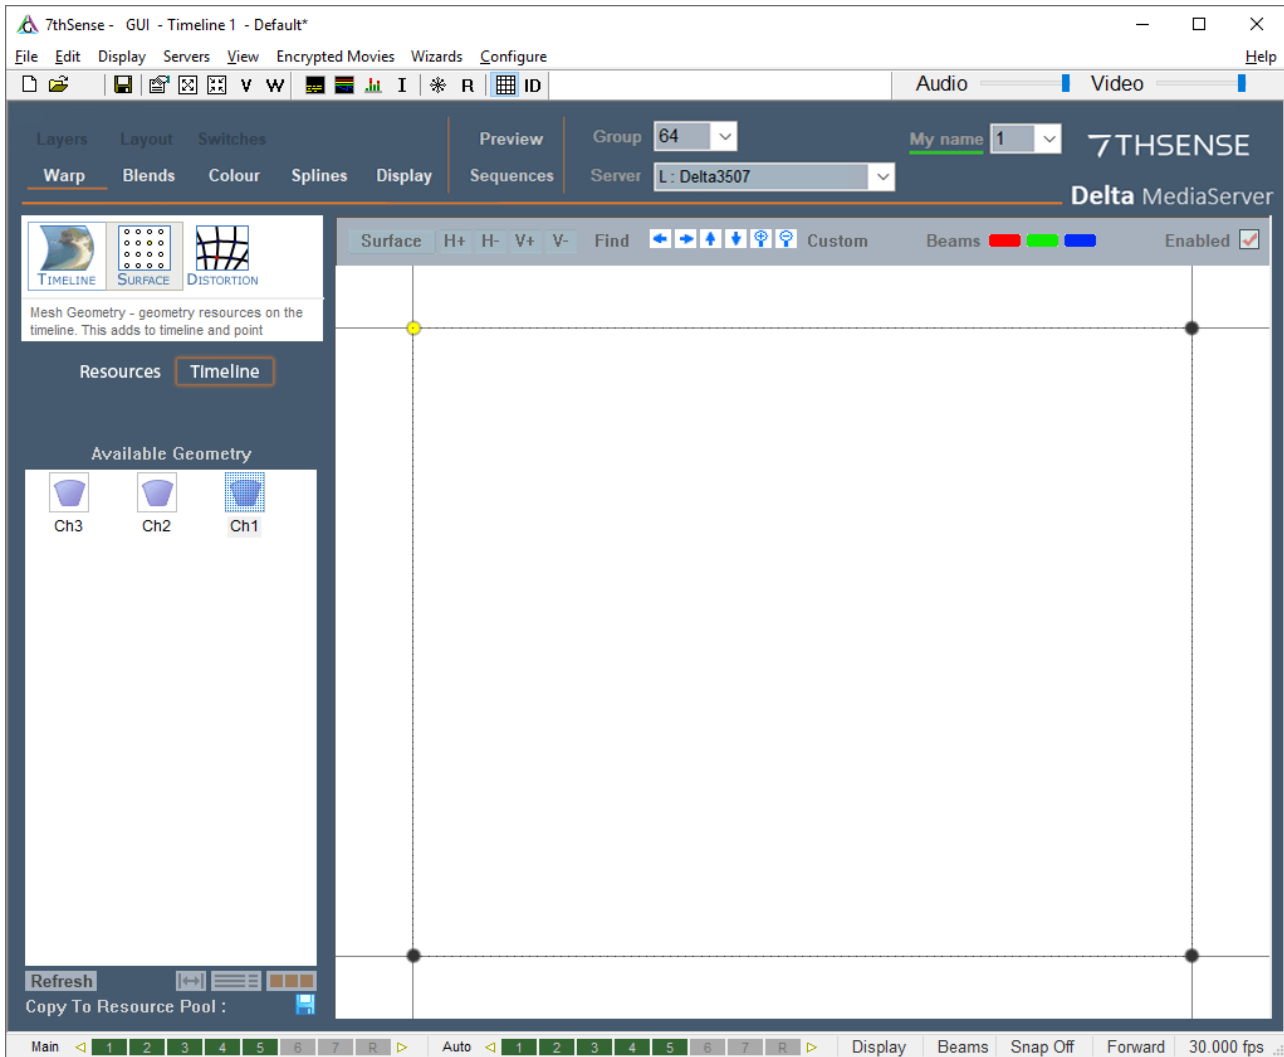 7thSense - GUI - Timeline 1 - Default*
File Edit Display Servers View Encrypted Movies Wizards Configure Help
V W I R ID Audio Video
Layers Layout Switches Preview Group 64 My name 1 7THSENSE
Warp Blends Colour Splines Display Sequences Server L : Delta3507
Delta MediaServer
Surface H+ H- V+ V- Find Custom Beams Enabled
TIMELINE SURFACE DISTORTION
Mesh Geometry - geometry resources on the
timeline. This adds to timeline and point
Resources Timeline
Available Geometry
Ch3 Ch2 Ch1
Refresh
Copy To Resource Pool :
Main 1 2 3 4 5 6 7 R Auto 1 2 3 4 5 6 7 R Display Beams Snap Off Forward 30.000 fps